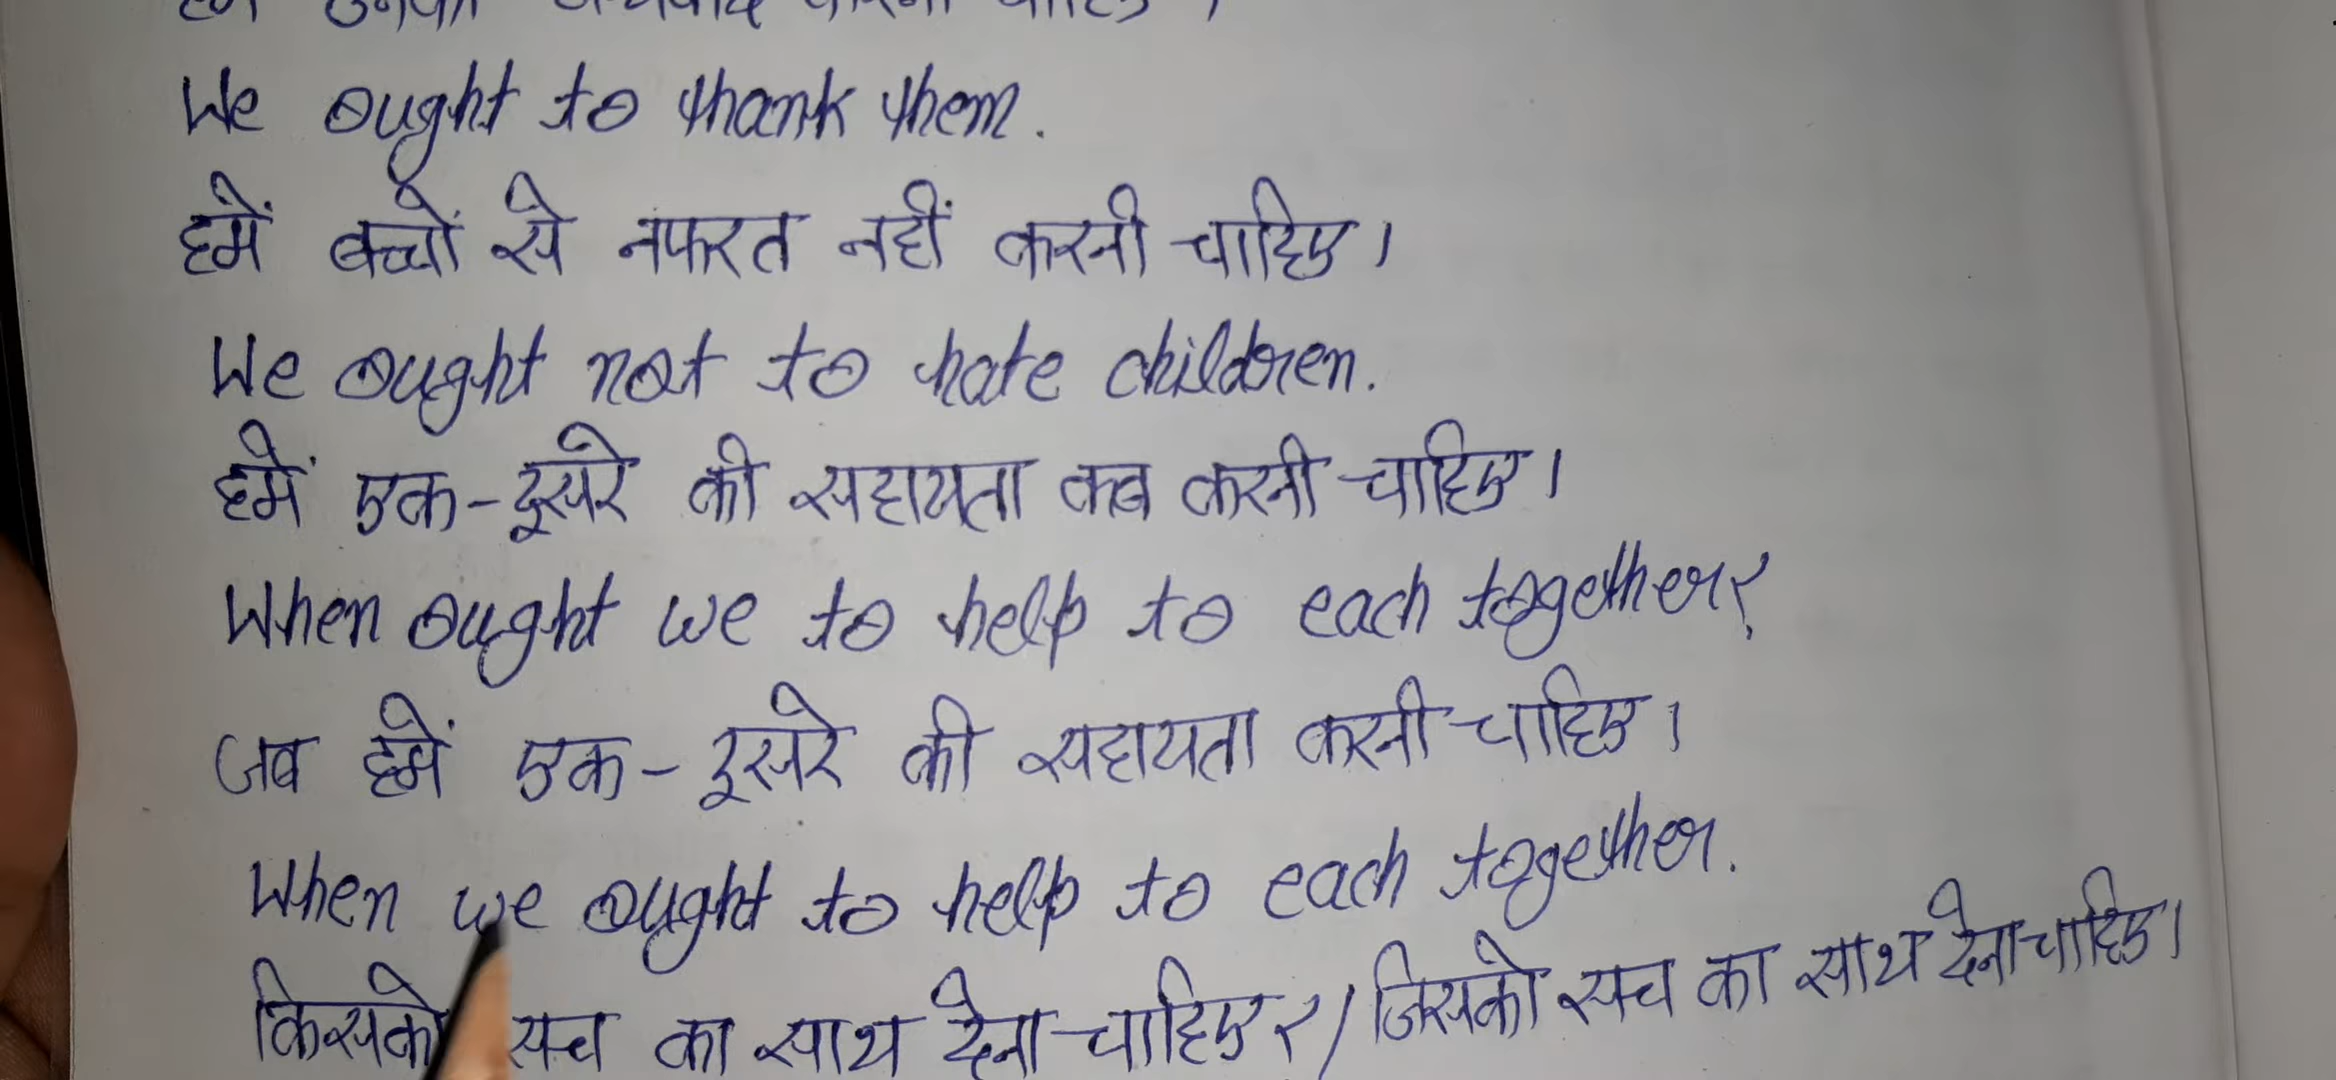 We ought to thank them.
हमें बच्चों से नफरत नहीं करनी चाहिए।
We ought not to hate children.
हमें एक-दूसरे की सहायता कब करनी चाहिए।
When ought we to help to each together?
जब हमें एक-दूसरे की सहायता करनी चाहिए।
When we ought to help to each together.
किसको सच का साथ देना चाहिए? / जिसको सच का साथ देना चाहिए।